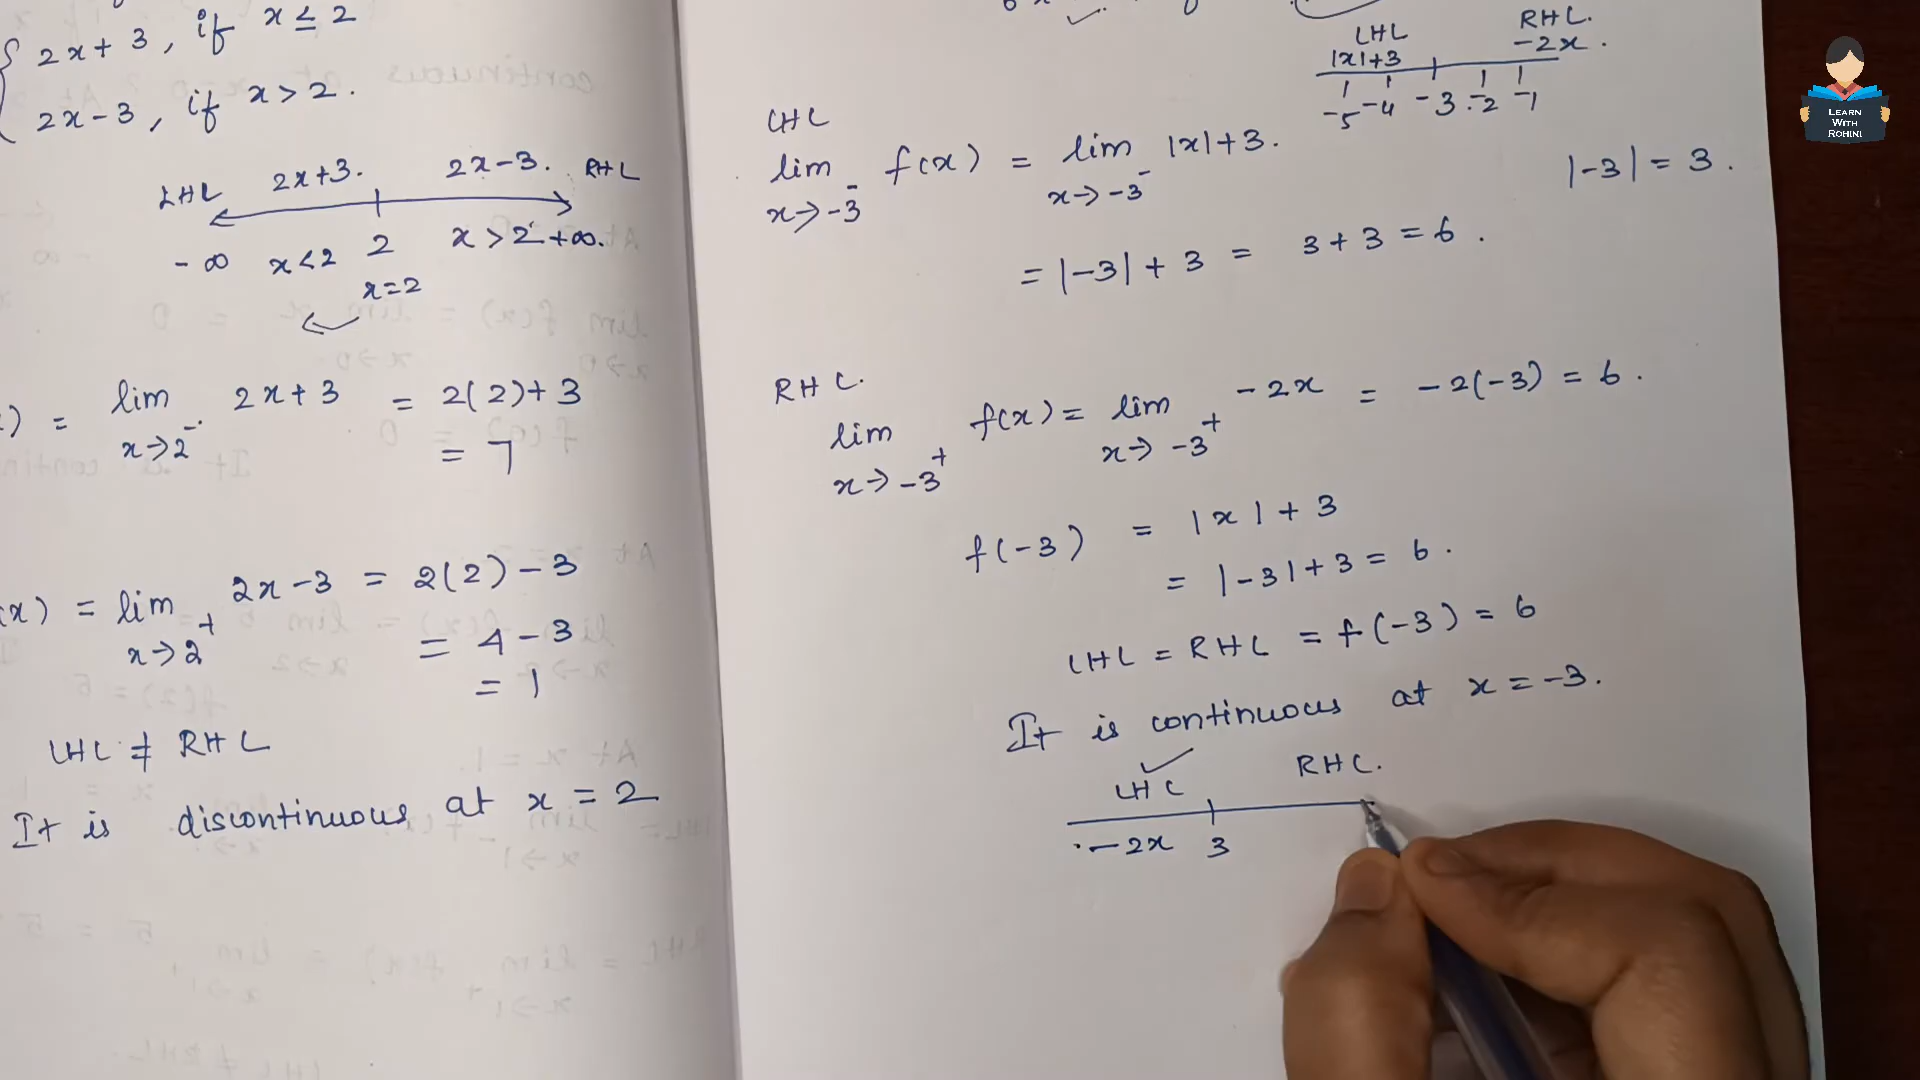 2x + 3, if x ≤ 2
2x - 3, if x > 2.
LHL 2x+3. 2x-3. RHL
-∞ x<2 2 x > 2 +∞.
x=2
) = lim 2x+3 = 2(2)+3
x→2⁻ = 7
(x) = lim 2x-3 = 2(2)-3
x→2⁺ = 4-3
= 1
LHL ≠ RHL
It is discontinuous at x = 2
LHL RHL.
|x|+3 -2x.
-5 -4 -3 -2 -1
LHL
lim f(x) = lim |x|+3.
x→-3⁻ x→-3⁻
|-3| = 3.
= |-3| + 3 = 3+3 = 6.
RHL.
lim f(x) = lim -2x = -2(-3) = 6.
x→-3⁺ x→-3⁺
f(-3) = |x|+3
= |-3|+3 = 6.
LHL = RHL = f(-3) = 6
It is continuous at x = -3.
LHL RHL.
-2x 3
LEARN
WITH
ROHINI